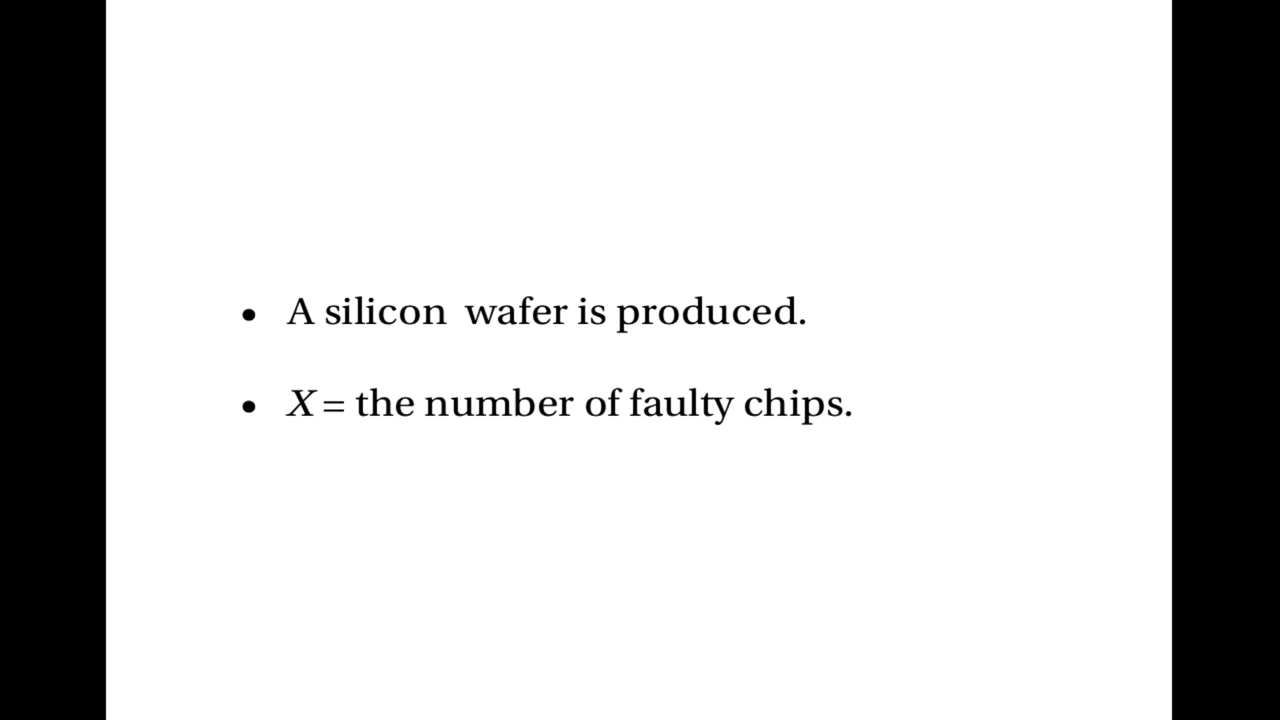 • A silicon wafer is produced.
• X = the number of faulty chips.